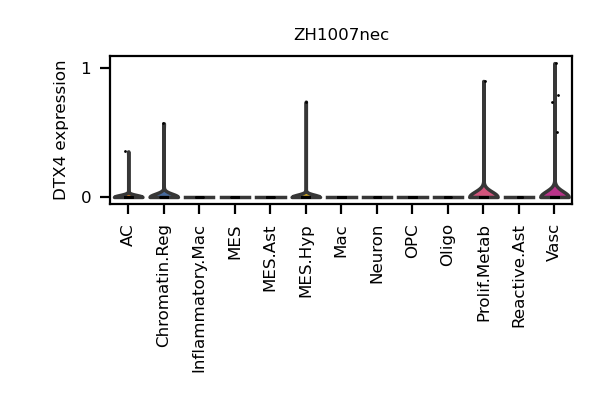 ZH1007nec
DTX4 expression
1
0
AC
Chromatin.Reg
Inflammatory.Mac
MES
MES.Ast
MES.Hyp
Mac
Neuron
OPC
Oligo
Prolif.Metab
Reactive.Ast
Vasc